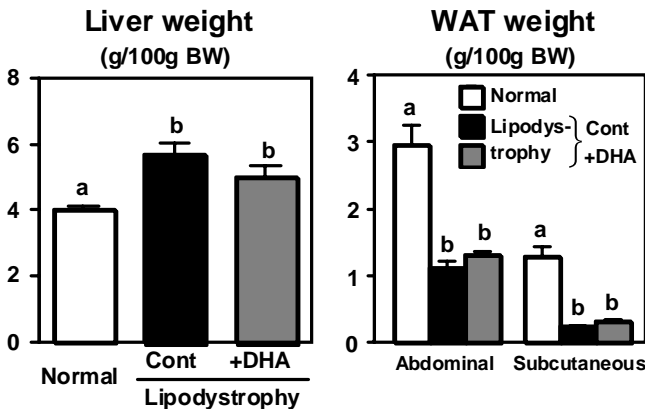 Liver weight
(g/100g BW)
8
6
4
2
0
a
b
b
Normal
Cont
+DHA
Lipodystrophy
WAT weight
(g/100g BW)
4
3
2
1
0
Normal
Lipodys-
trophy
Cont
+DHA
a
b
b
a
b
b
Abdominal
Subcutaneous